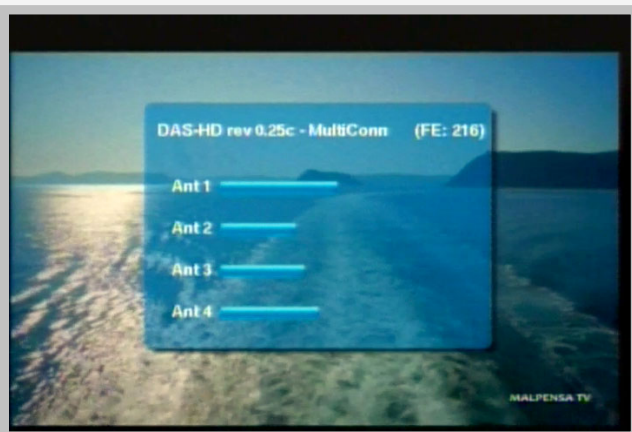 DAS-HD rev 0.25c - MultiConn (FE: 216)
Ant 1
Ant 2
Ant 3
Ant 4
MALPENSA TV